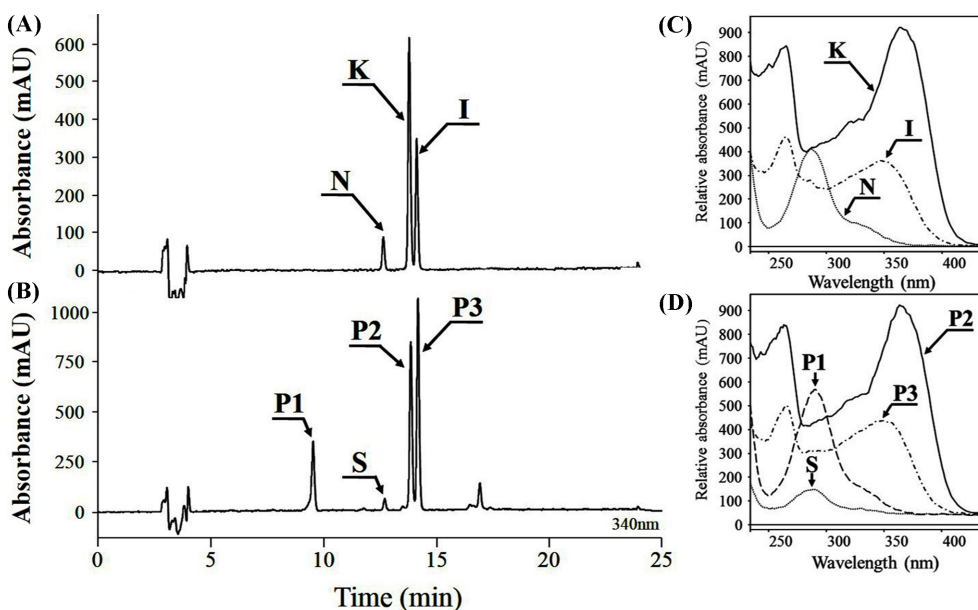 (A)
Absorbance (mAU)
600
500
400
300
200
100
0
K
I
N
(B)
Absorbance (mAU)
1000
750
500
250
0
P1
S
P2
P3
340nm
0 5 10 15 20 25
Time (min)
(C)
Relative absorbance (mAU)
900
800
700
600
500
400
300
200
100
0
K
I
N
250 300 350 400
Wavelength (nm)
(D)
Relative absorbance (mAU)
900
800
700
600
500
400
300
200
100
0
P2
P1
P3
S
250 300 350 400
Wavelength (nm)